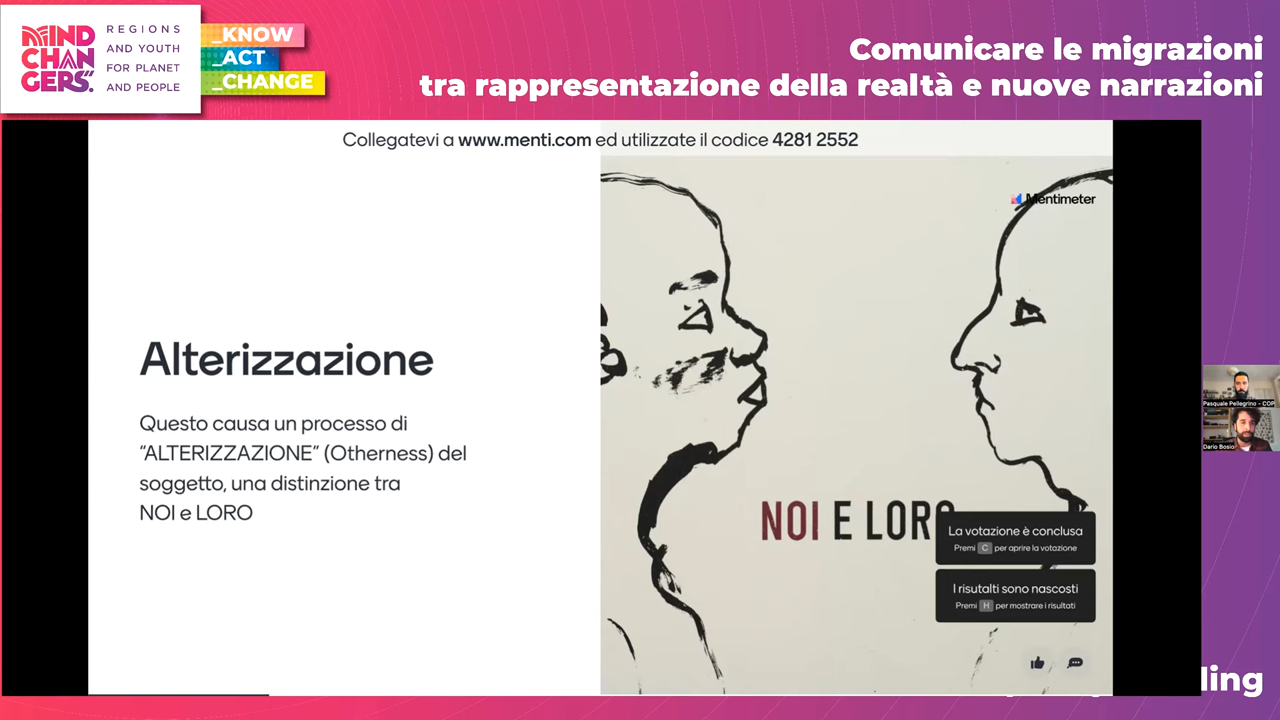 MIND
CHAN
GERS
REGIONS
AND YOUTH
FOR PLANET
AND PEOPLE
_KNOW
_ACT
_CHANGE
Comunicare le migrazioni
tra rappresentazione della realtà e nuove narrazioni
Collegatevi a www.menti.com ed utilizzate il codice 4281 2552
Mentimeter
Alterizzazione
Questo causa un processo di
“ALTERIZZAZIONE” (Otherness) del
soggetto, una distinzione tra
NOI e LORO
NOI E LORO
La votazione è conclusa
Premi C per aprire la votazione
I risutalti sono nascosti
Premi H per mostrare i risultati
Pasquale Pellegrino - COP
Dario Bosio
ling